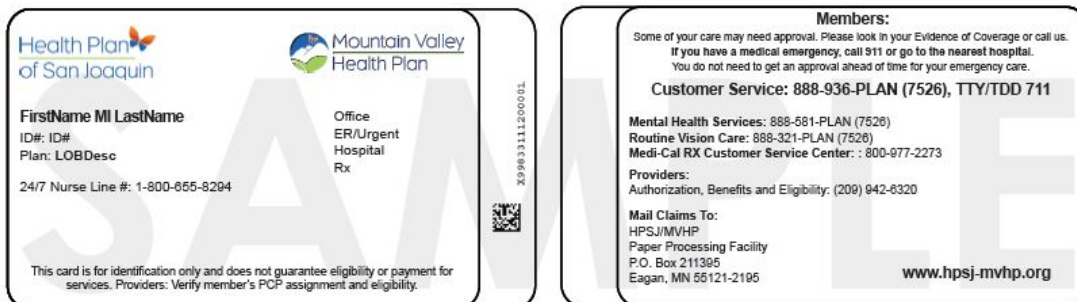 Health Plan
of San Joaquin
Mountain Valley
Health Plan
FirstName MI LastName
ID#: ID#
Plan: LOBDesc
24/7 Nurse Line #: 1-800-655-8294
Office
ER/Urgent
Hospital
Rx
X99833111200001
This card is for identification only and does not guarantee eligibility or payment for
services. Providers: Verify member's PCP assignment and eligibility.
SAMPLE
Members:
Some of your care may need approval. Please look in your Evidence of Coverage or call us.
If you have a medical emergency, call 911 or go to the nearest hospital.
You do not need to get an approval ahead of time for your emergency care.
Customer Service: 888-936-PLAN (7526), TTY/TDD 711
Mental Health Services: 888-581-PLAN (7526)
Routine Vision Care: 888-321-PLAN (7526)
Medi-Cal RX Customer Service Center: : 800-977-2273
Providers:
Authorization, Benefits and Eligibility: (209) 942-6320
Mail Claims To:
HPSJ/MVHP
Paper Processing Facility
P.O. Box 211395
Eagan, MN 55121-2195
www.hpsj-mvhp.org